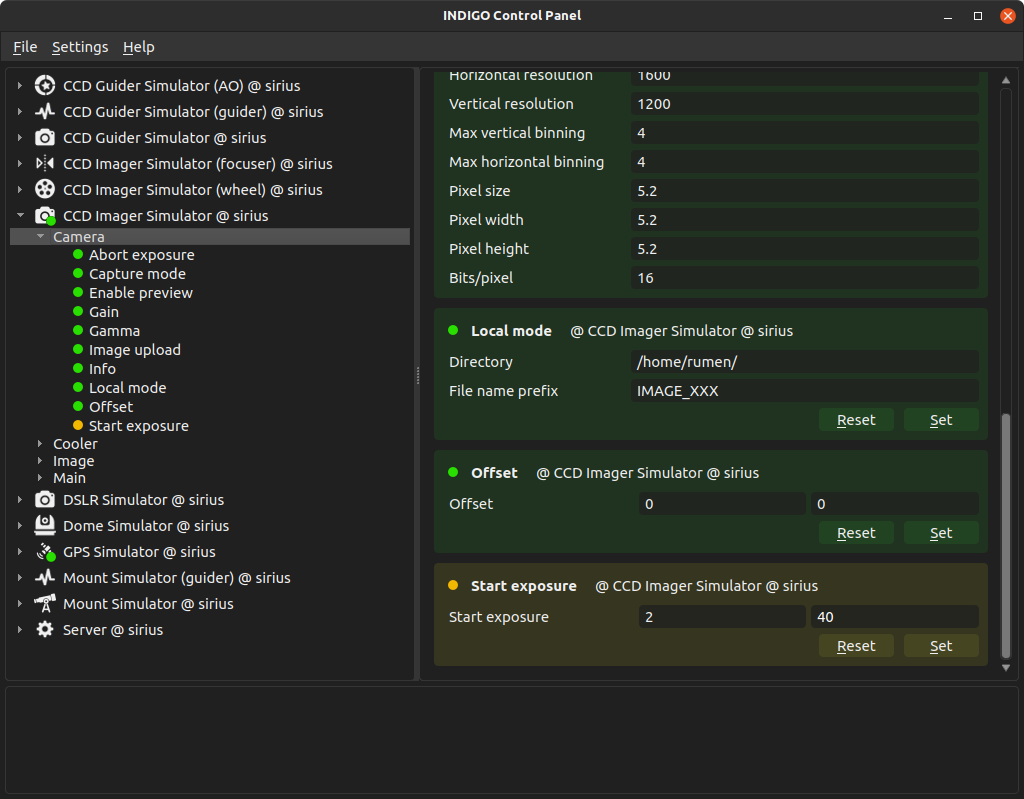 INDIGO Control Panel
File Settings Help
CCD Guider Simulator (AO) @ sirius
CCD Guider Simulator (guider) @ sirius
CCD Guider Simulator @ sirius
CCD Imager Simulator (focuser) @ sirius
CCD Imager Simulator (wheel) @ sirius
CCD Imager Simulator @ sirius
Camera
Abort exposure
Capture mode
Enable preview
Gain
Gamma
Image upload
Info
Local mode
Offset
Start exposure
Cooler
Image
Main
DSLR Simulator @ sirius
Dome Simulator @ sirius
GPS Simulator @ sirius
Mount Simulator (guider) @ sirius
Mount Simulator @ sirius
Server @ sirius
Horizontal resolution 1600
Vertical resolution 1200
Max vertical binning 4
Max horizontal binning 4
Pixel size 5.2
Pixel width 5.2
Pixel height 5.2
Bits/pixel 16
Local mode @ CCD Imager Simulator @ sirius
Directory /home/rumen/
File name prefix IMAGE_XXX
Reset Set
Offset @ CCD Imager Simulator @ sirius
Offset 0 0
Reset Set
Start exposure @ CCD Imager Simulator @ sirius
Start exposure 2 40
Reset Set